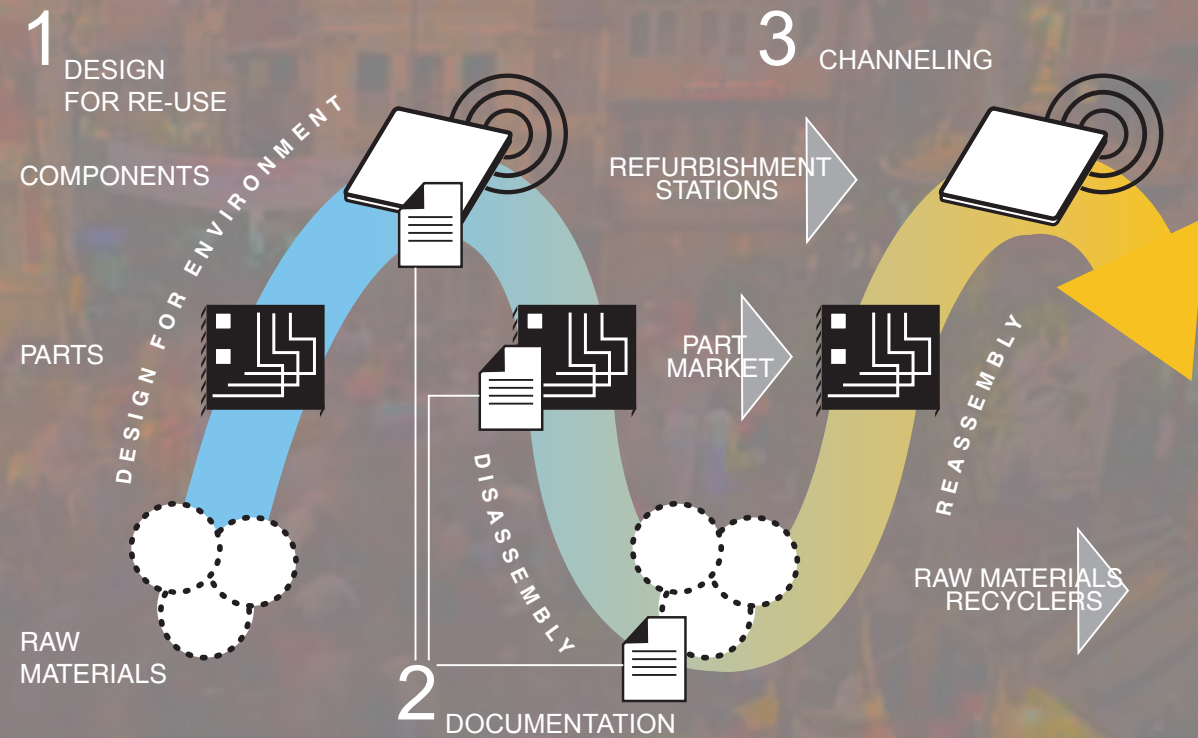 1
DESIGN
FOR RE-USE
3
CHANNELING
DESIGN FOR ENVIRONMENT
COMPONENTS
REFURBISHMENT
STATIONS
PARTS
PART
MARKET
REASSEMBLY
DISASSEMBLY
RAW MATERIALS
RECYCLERS
RAW
MATERIALS
2
DOCUMENTATION